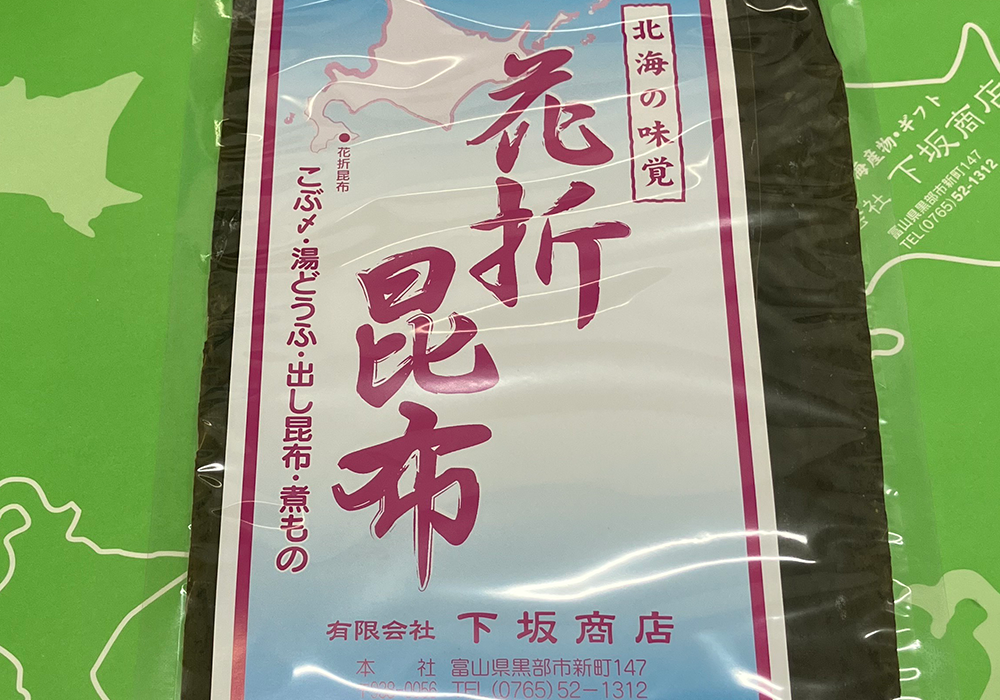 北海の味覚
花折昆布
●花折昆布
こぶ〆・湯どうふ・出し昆布・煮もの
有限会社 下坂商店
本 社 富山県黒部市新町147
TEL(0765)52-1312
海産物・ギフト
下坂商店
富山県黒部市新町147
TEL(0765)52-1312